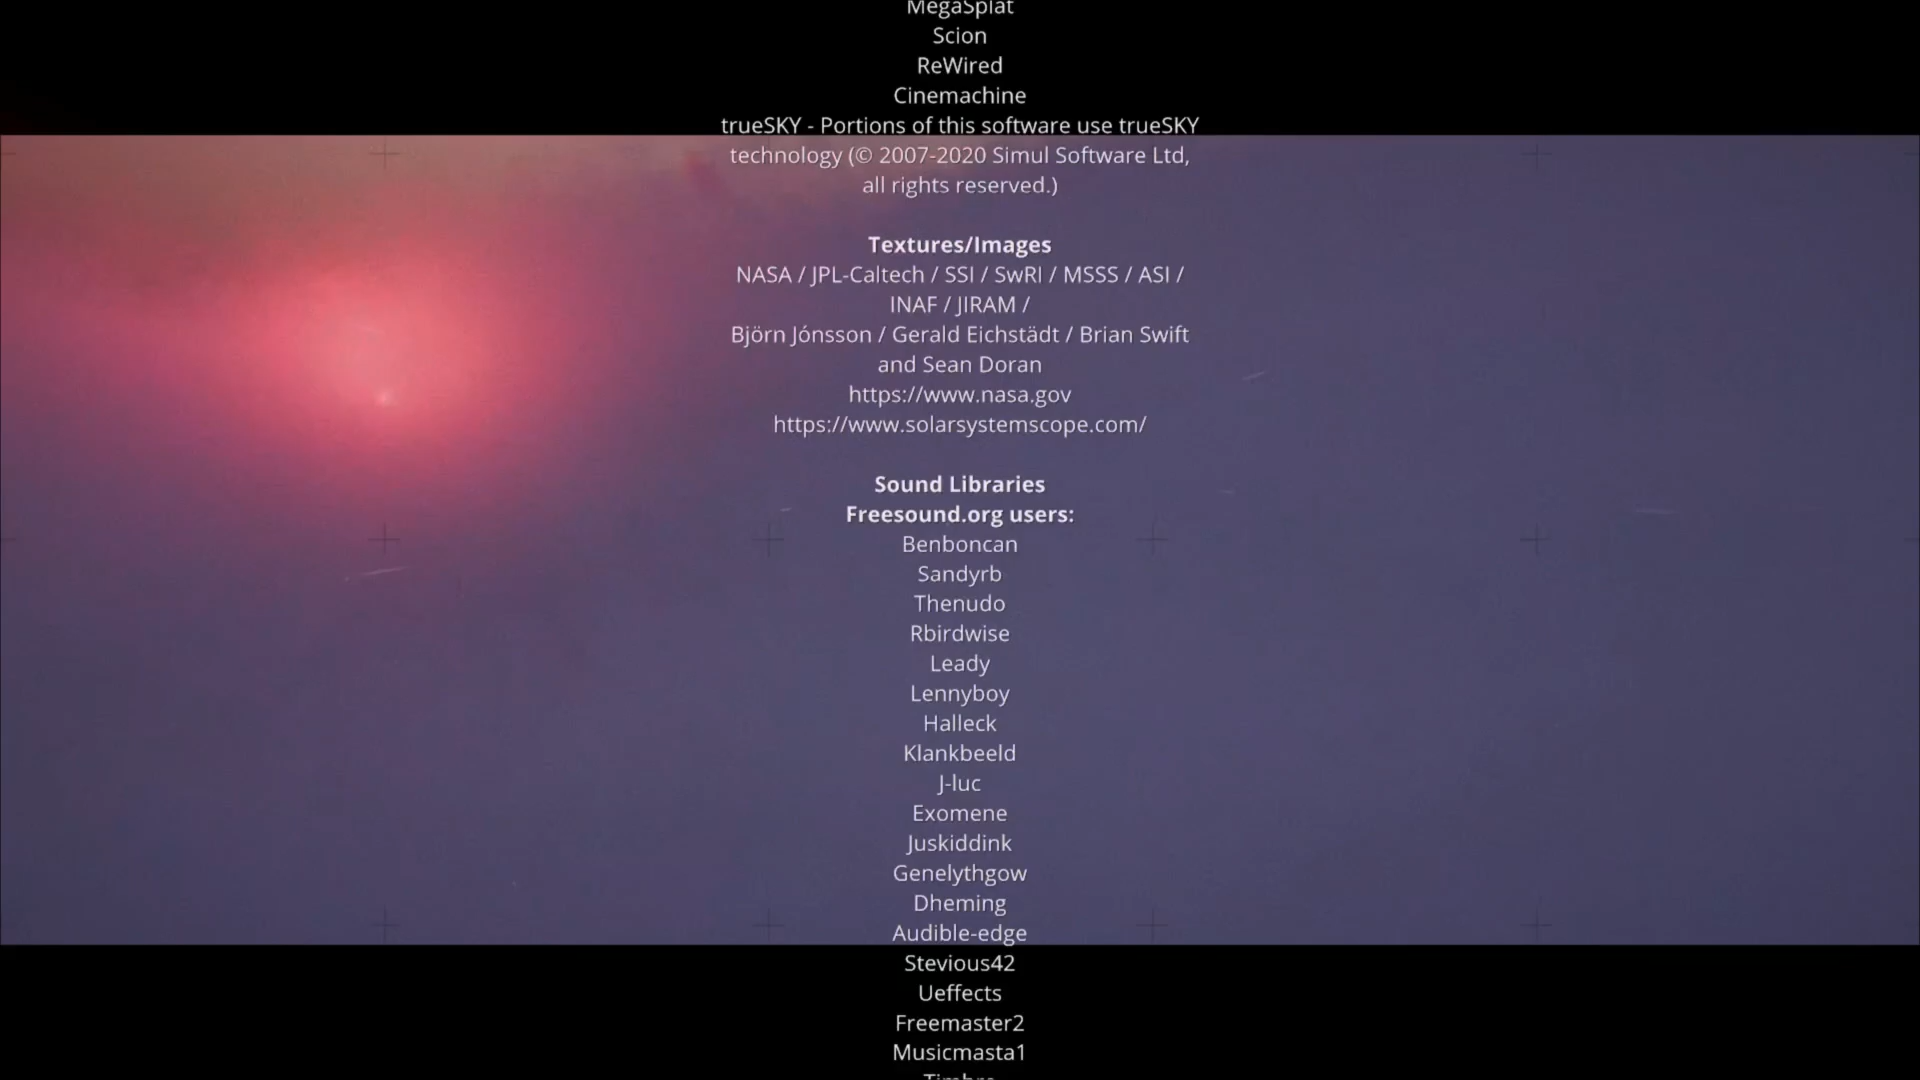 MegaSplat
Scion
ReWired
Cinemachine
trueSKY - Portions of this software use trueSKY
technology (© 2007-2020 Simul Software Ltd,
all rights reserved.)
Textures/Images
NASA / JPL-Caltech / SSI / SwRI / MSSS / ASI /
INAF / JIRAM /
Björn Jónsson / Gerald Eichstädt / Brian Swift
and Sean Doran
https://www.nasa.gov
https://www.solarsystemscope.com/
Sound Libraries
Freesound.org users:
Benboncan
Sandyrb
Thenudo
Rbirdwise
Leady
Lennyboy
Halleck
Klankbeeld
J-luc
Exomene
Juskiddink
Genelythgow
Dheming
Audible-edge
Stevious42
Ueffects
Freemaster2
Musicmasta1